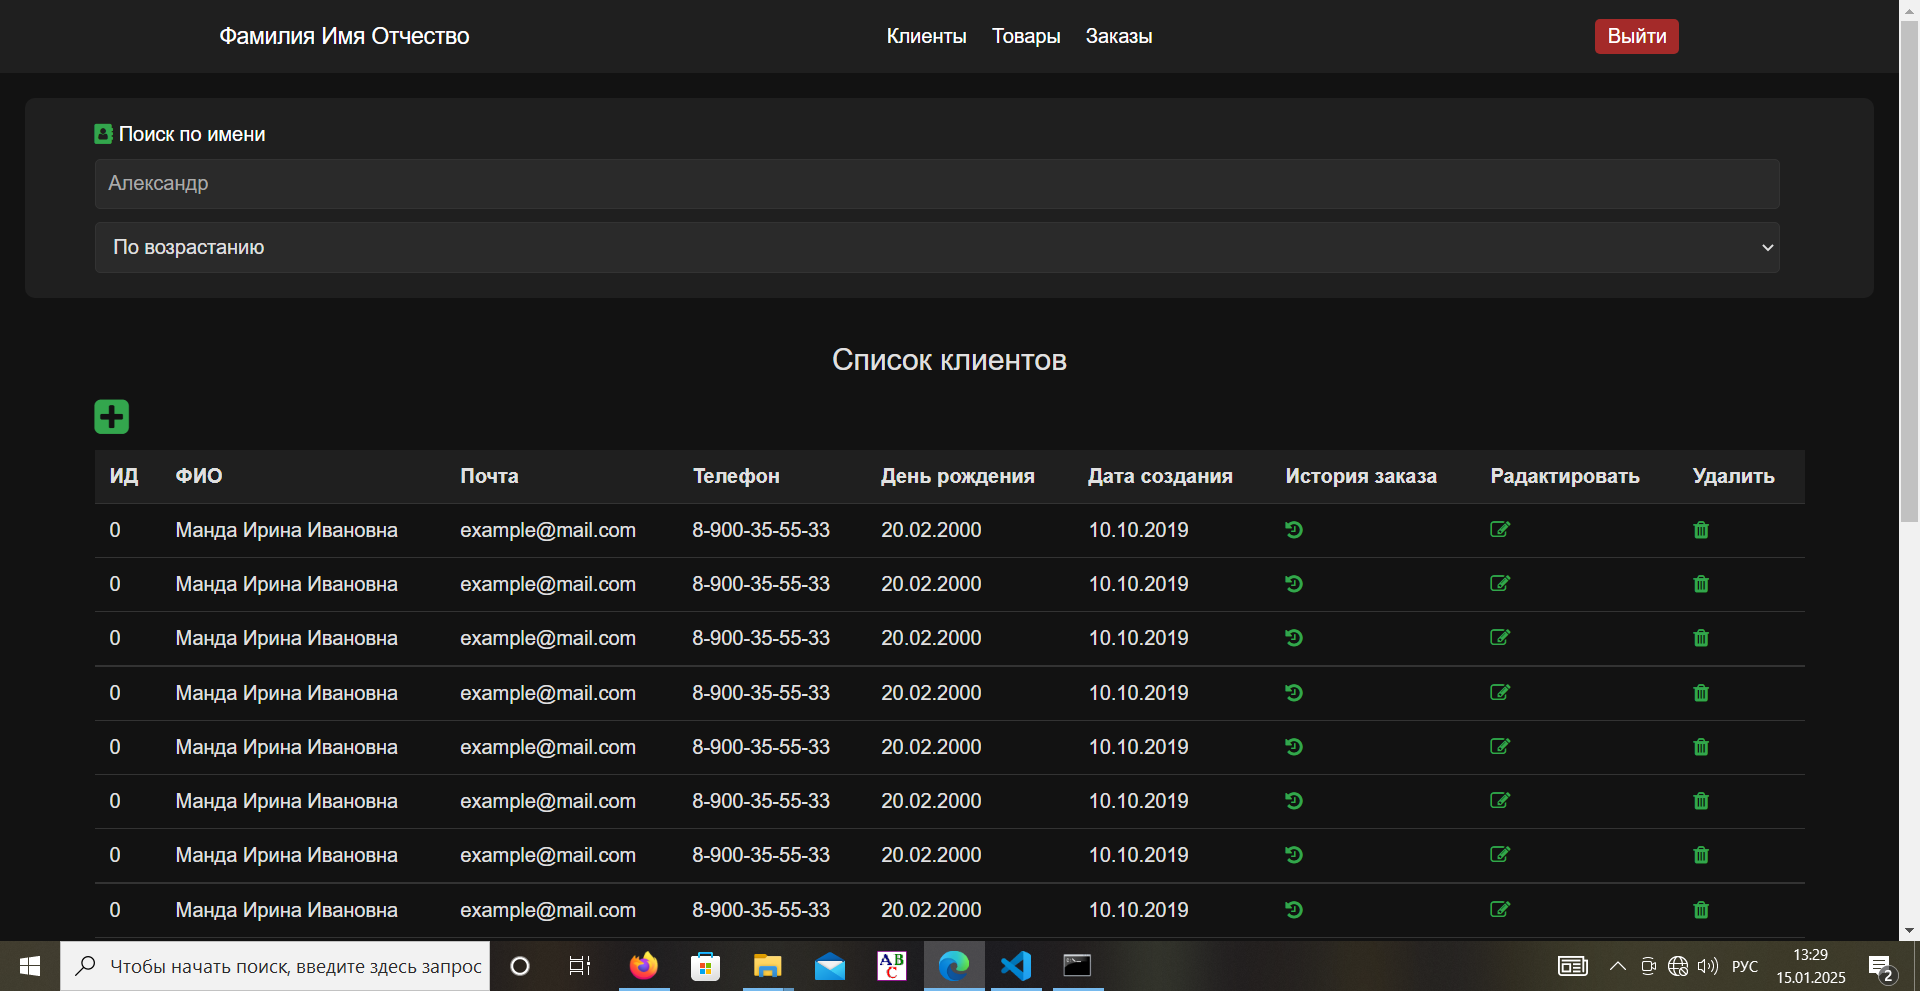 Фамилия Имя Отчество Клиенты Товары Заказы Выйти
Поиск по имени
Александр
По возрастанию
Список клиентов
ИД ФИО Почта Телефон День рождения Дата создания История заказа Радактировать Удалить
0 Манда Ирина Ивановна example@mail.com 8-900-35-55-33 20.02.2000 10.10.2019
0 Манда Ирина Ивановна example@mail.com 8-900-35-55-33 20.02.2000 10.10.2019
0 Манда Ирина Ивановна example@mail.com 8-900-35-55-33 20.02.2000 10.10.2019
0 Манда Ирина Ивановна example@mail.com 8-900-35-55-33 20.02.2000 10.10.2019
0 Манда Ирина Ивановна example@mail.com 8-900-35-55-33 20.02.2000 10.10.2019
0 Манда Ирина Ивановна example@mail.com 8-900-35-55-33 20.02.2000 10.10.2019
0 Манда Ирина Ивановна example@mail.com 8-900-35-55-33 20.02.2000 10.10.2019
0 Манда Ирина Ивановна example@mail.com 8-900-35-55-33 20.02.2000 10.10.2019
Чтобы начать поиск, введите здесь запрос
AB
C
РУС
13:29
15.01.2025
2